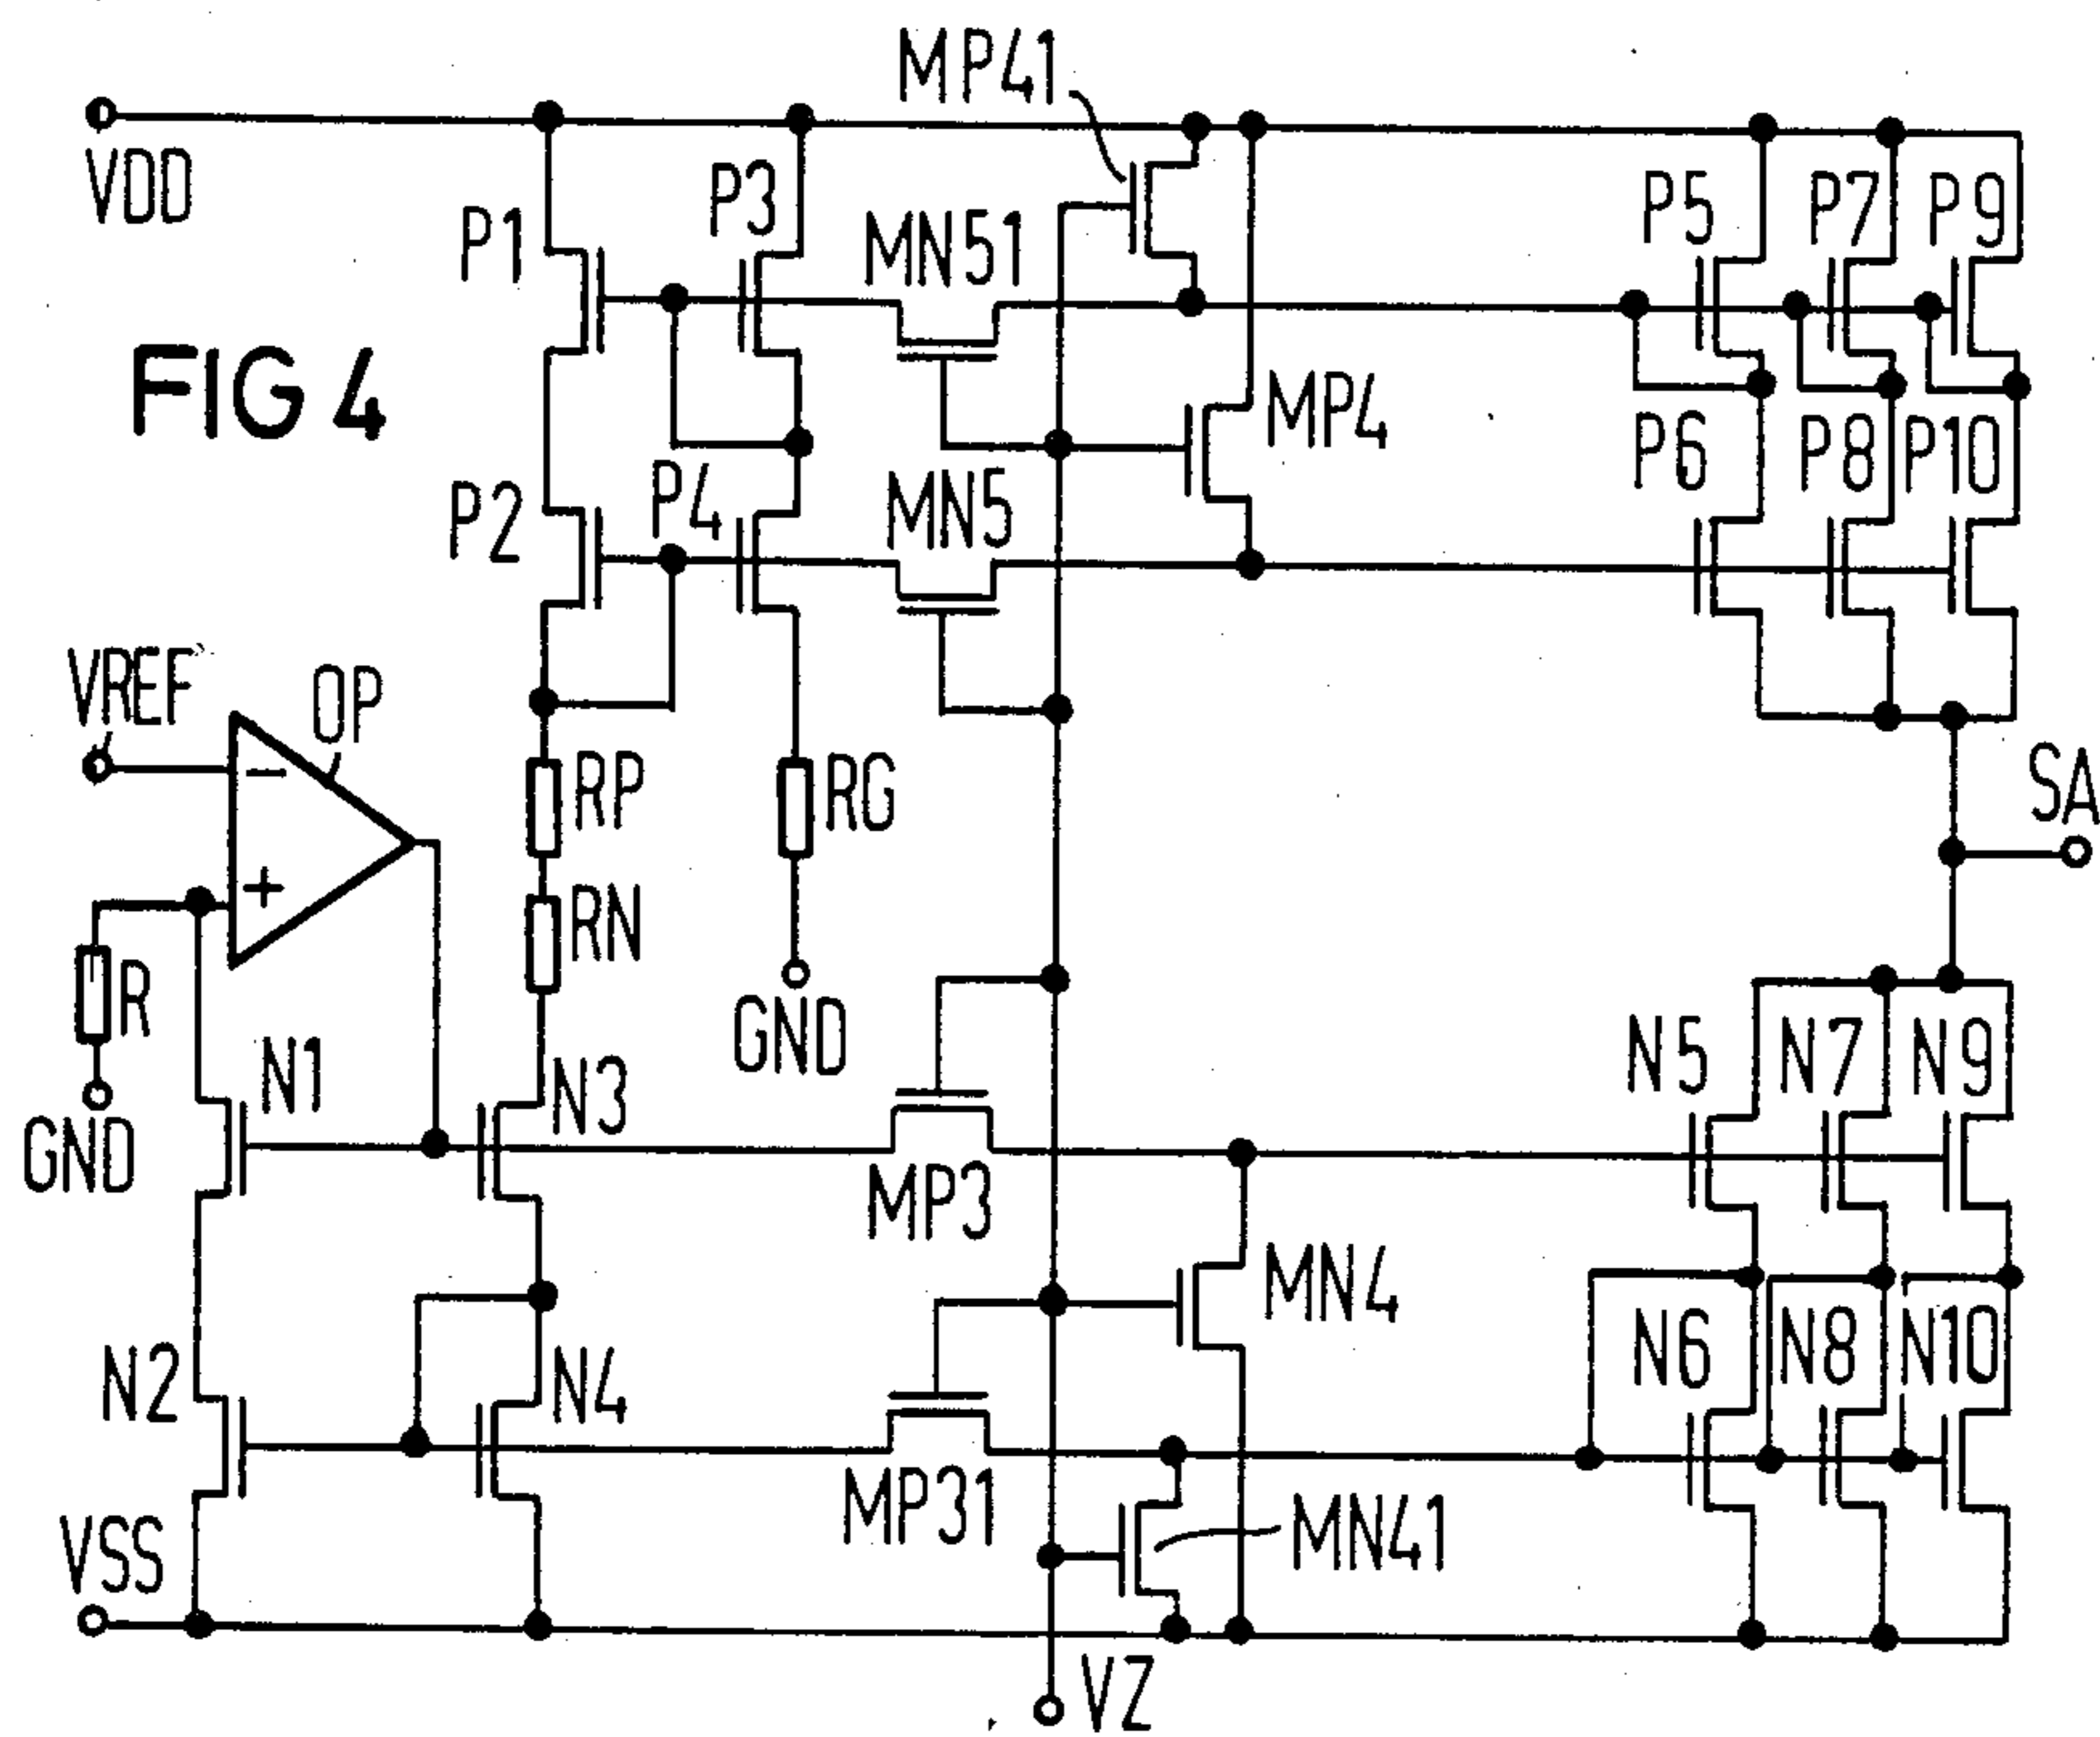 MP41
VDD
P1
P3
MN51
P5
P7
P9
FIG 4
MP4
P2
P4
MN5
P6
P8
P10
VREF
OP
-
+
RP
RG
SA
R
RN
GND
GND
N1
N3
MP3
N5
N7
N9
MN4
N2
N4
MP31
MN41
N6
N8
N10
VSS
VZ